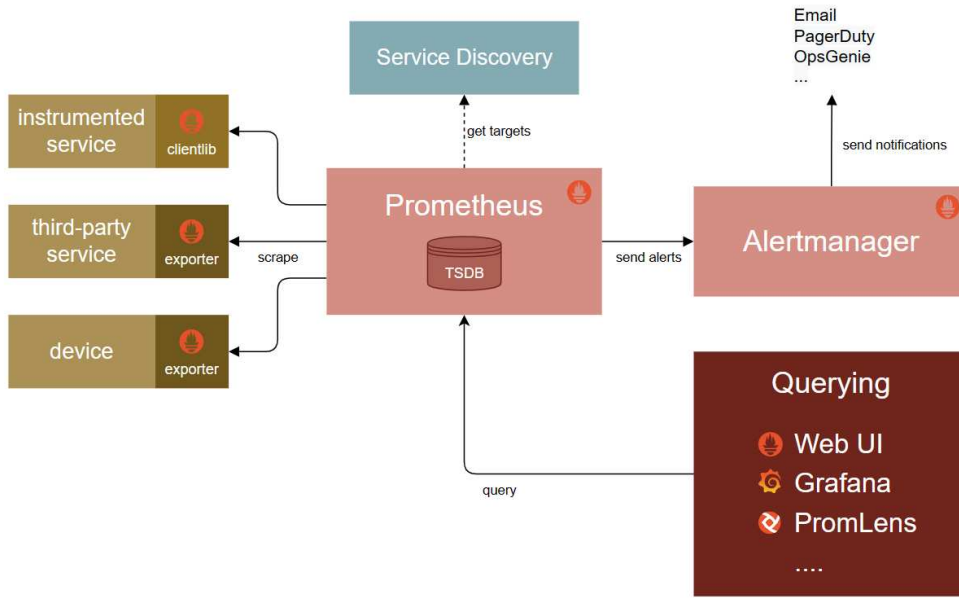 Service Discovery
Email
PagerDuty
OpsGenie
...
instrumented
service
clientlib
get targets
send notifications
third-party
service
exporter
scrape
Prometheus
TSDB
send alerts
Alertmanager
device
exporter
query
Querying
Web UI
Grafana
PromLens
....